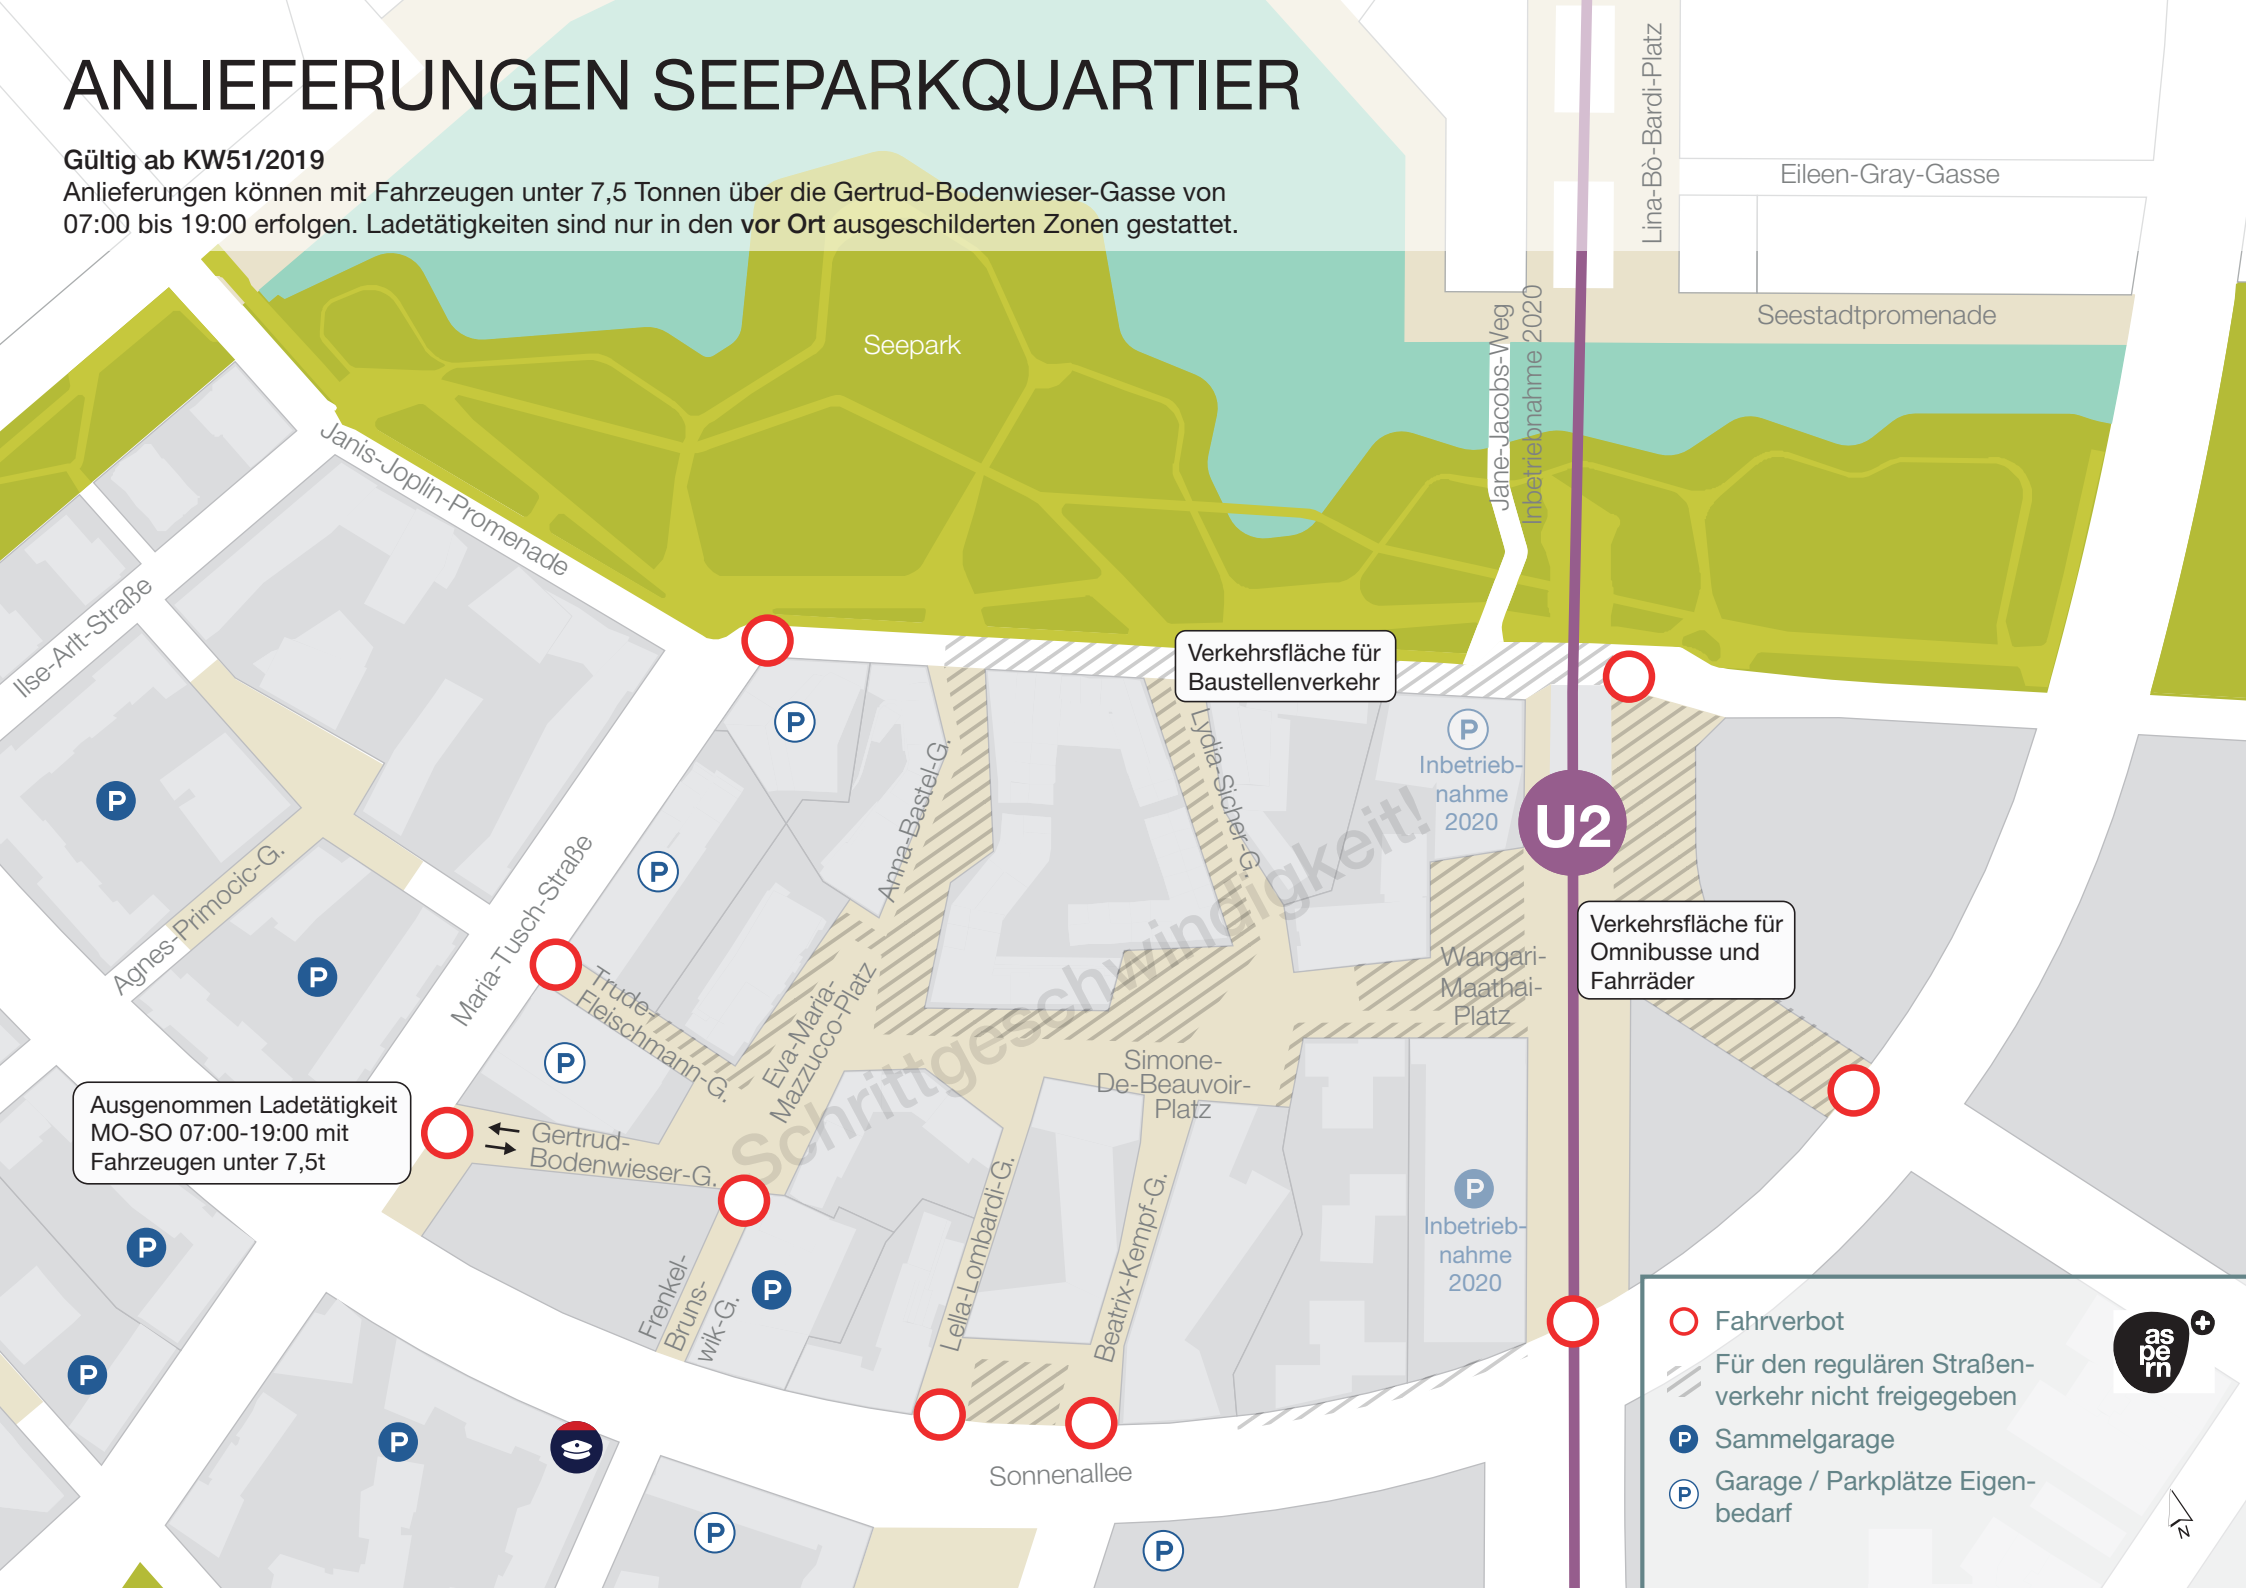 ANLIEFERUNGEN SEEPARKQUARTIER
Gültig ab KW51/2019
Anlieferungen können mit Fahrzeugen unter 7,5 Tonnen über die Gertrud-Bodenwieser-Gasse von
07:00 bis 19:00 erfolgen. Ladetätigkeiten sind nur in den vor Ort ausgeschilderten Zonen gestattet.
Lina-Bò-Bardi-Platz
Eileen-Gray-Gasse
Seestadtpromenade
Seepark
Jane-Jacobs-Weg
Inbetriebnahme 2020
Janis-Joplin-Promenade
Ilse-Arlt-Straße
Verkehrsfläche für
Baustellenverkehr
P
P
Inbetrieb-
nahme
2020
Lydia-Sicher-G.
Anna-Bastel-G.
P
U2
P
Agnes-Primocic-G.
Maria-Tusch-Straße
P
Verkehrsfläche für
Omnibusse und
Fahrräder
Wangari-
Maathai-
Platz
Trude-
Fleischmann-G.
Eva-Maria-
Mazzucco-Platz
Schrittgeschwindigkeit!
P
Simone-
De-Beauvoir-
Platz
Ausgenommen Ladetätigkeit
MO-SO 07:00-19:00 mit
Fahrzeugen unter 7,5t
Gertrud-
Bodenwieser-G.
P
Inbetrieb-
nahme
2020
P
Frenkel-
Bruns-
wik-G.
P
Lella-Lombardi-G.
Beatrix-Kempf-G.
P
P
Sonnenallee
P
P
Fahrverbot
Für den regulären Straßen-
verkehr nicht freigegeben
P Sammelgarage
P Garage / Parkplätze Eigen-
bedarf
as
pe
rn
+
N